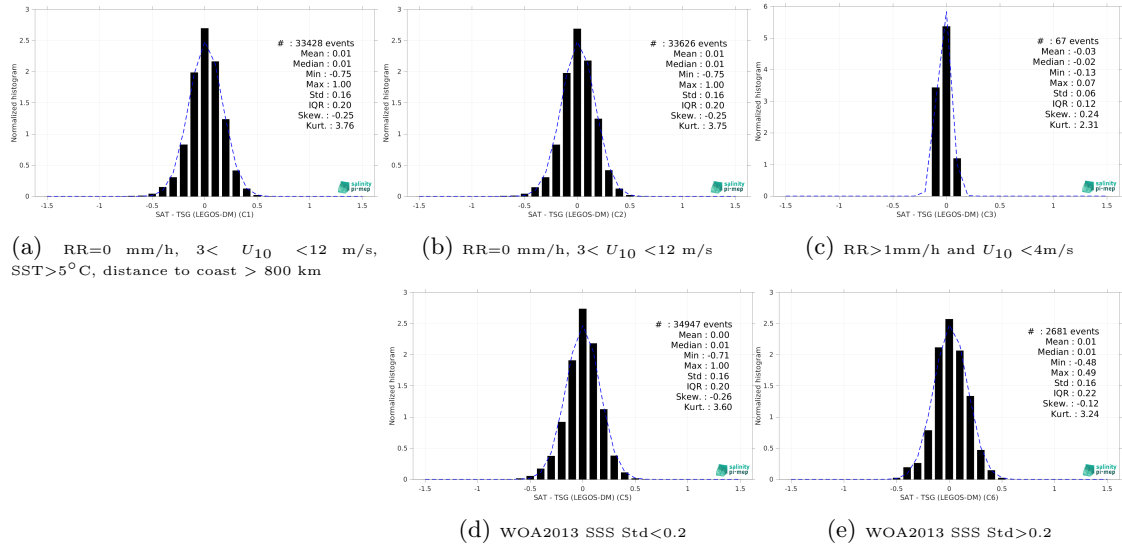 3
2.5
2
1.5
1
0.5
0
Normalized histogram
# : 33428 events
Mean : 0.01
Median : 0.01
Min : -0.75
Max : 1.00
Std : 0.16
IQR : 0.20
Skew. : -0.25
Kurt. : 3.76
salinity
pi-mep
-1.5 -1 -0.5 0 0.5 1 1.5
SAT - TSG (LEGOS-DM) (C1)
(a) RR=0 mm/h, 3< U10 <12 m/s,
SST>5°C, distance to coast > 800 km
3
2.5
2
1.5
1
0.5
0
Normalized histogram
# : 33626 events
Mean : 0.01
Median : 0.01
Min : -0.75
Max : 1.00
Std : 0.16
IQR : 0.20
Skew. : -0.25
Kurt. : 3.75
salinity
pi-mep
-1.5 -1 -0.5 0 0.5 1 1.5
SAT - TSG (LEGOS-DM) (C2)
(b) RR=0 mm/h, 3< U10 <12 m/s
6
5
4
3
2
1
0
Normalized histogram
# : 67 events
Mean : -0.03
Median : -0.02
Min : -0.13
Max : 0.07
Std : 0.06
IQR : 0.12
Skew. : 0.24
Kurt. : 2.31
salinity
pi-mep
-1.5 -1 -0.5 0 0.5 1 1.5
SAT - TSG (LEGOS-DM) (C3)
(c) RR>1mm/h and U10 <4m/s
3
2.5
2
1.5
1
0.5
0
Normalized histogram
# : 34947 events
Mean : 0.00
Median : 0.01
Min : -0.71
Max : 1.00
Std : 0.16
IQR : 0.20
Skew. : -0.26
Kurt. : 3.60
salinity
pi-mep
-1.5 -1 -0.5 0 0.5 1 1.5
SAT - TSG (LEGOS-DM) (C5)
(d) WOA2013 SSS Std<0.2
3
2.5
2
1.5
1
0.5
0
Normalized histogram
# : 2681 events
Mean : 0.01
Median : 0.01
Min : -0.48
Max : 0.49
Std : 0.16
IQR : 0.22
Skew. : -0.12
Kurt. : 3.24
salinity
pi-mep
-1.5 -1 -0.5 0 0.5 1 1.5
SAT - TSG (LEGOS-DM) (C6)
(e) WOA2013 SSS Std>0.2